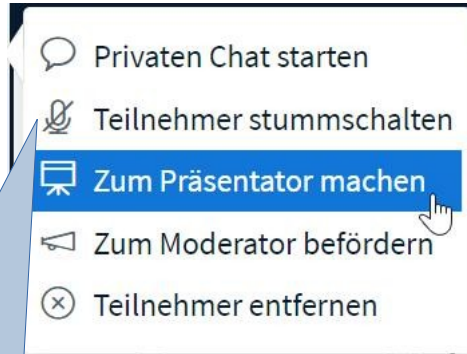 Privaten Chat starten
Teilnehmer stummschalten
Zum Präsentator machen
Zum Moderator befördern
Teilnehmer entfernen